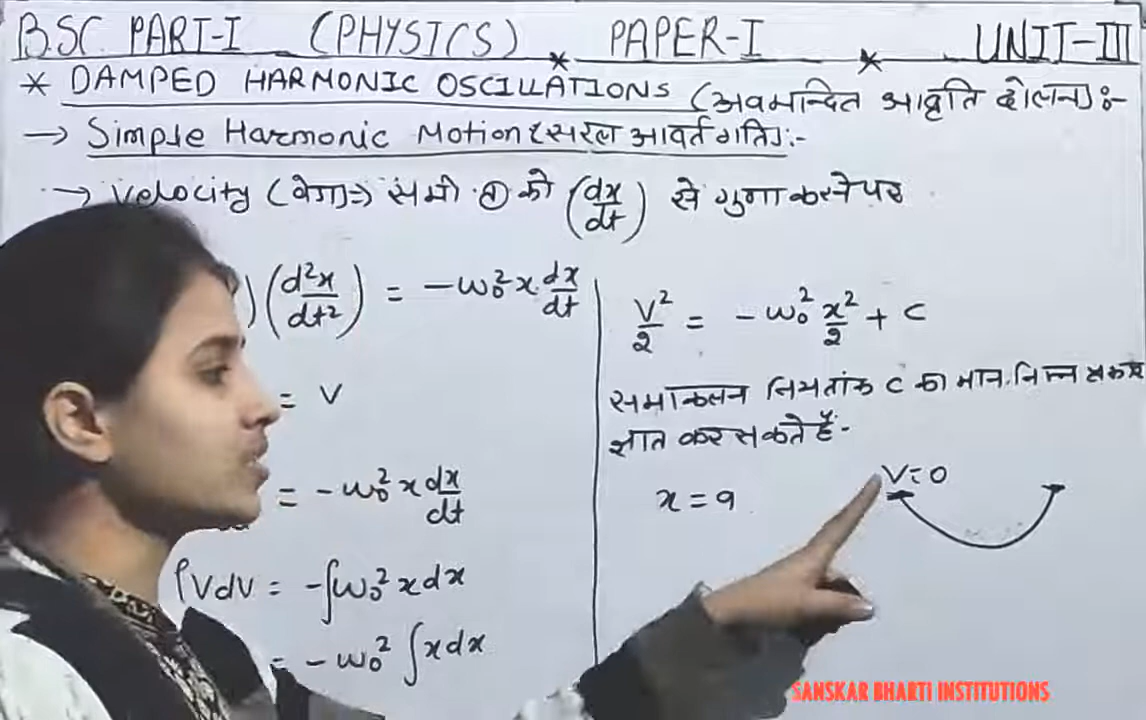 B.SC. PART-I (PHYSICS) * PAPER-I * UNIT-III
* DAMPED HARMONIC OSCILLATIONS (अवमन्दित आवृति दोलन) :-
→ Simple Harmonic Motion (सरल आवर्त गति) :-
→ Velocity (वेग) ⇒ समी ① को (dx/dt) से गुणा करने पर
) (d²x/dt²) = -ω₀² x. dx/dt
= V
= -ω₀² x dx/dt
∫VdV = -∫ω₀² x dx
= -ω₀² ∫x dx
V²/2 = -ω₀² x²/2 + C
समाकलन नियतांक C का मान निम्न
ज्ञात कर सकते हैं-
x = a
V=0
SANSKAR BHARTI INSTITUTIONS